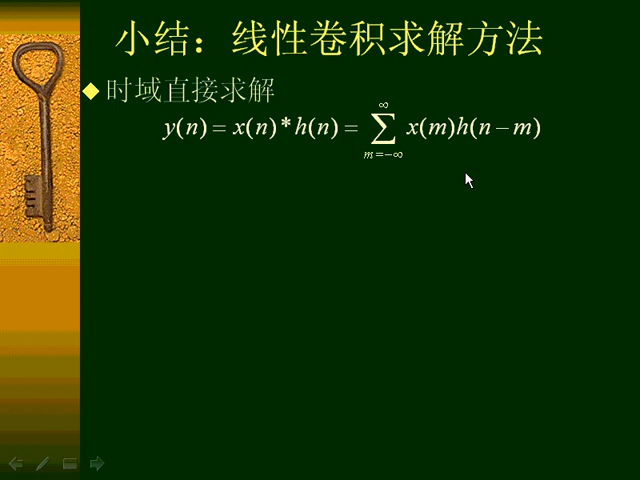 小结：线性卷积求解方法
时域直接求解
y(n) = x(n) * h(n) = ∑_{m=-∞}^{∞} x(m)h(n-m)